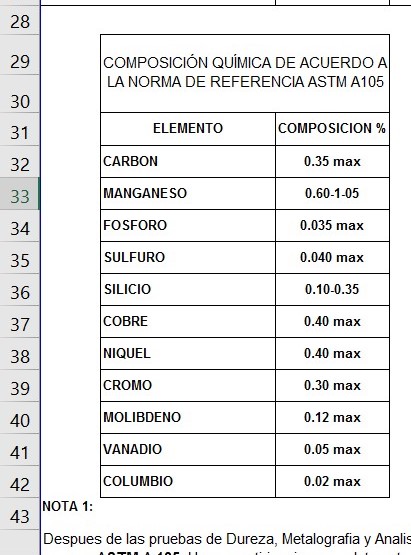 28
29
30
31
32
33
34
35
36
37
38
39
40
41
42
43
COMPOSICIÓN QUÍMICA DE ACUERDO A
LA NORMA DE REFERENCIA ASTM A105
ELEMENTO COMPOSICION %
CARBON 0.35 max
MANGANESO 0.60-1-05
FOSFORO 0.035 max
SULFURO 0.040 max
SILICIO 0.10-0.35
COBRE 0.40 max
NIQUEL 0.40 max
CROMO 0.30 max
MOLIBDENO 0.12 max
VANADIO 0.05 max
COLUMBIO 0.02 max
NOTA 1:
Despues de las pruebas de Dureza, Metalografia y Analis